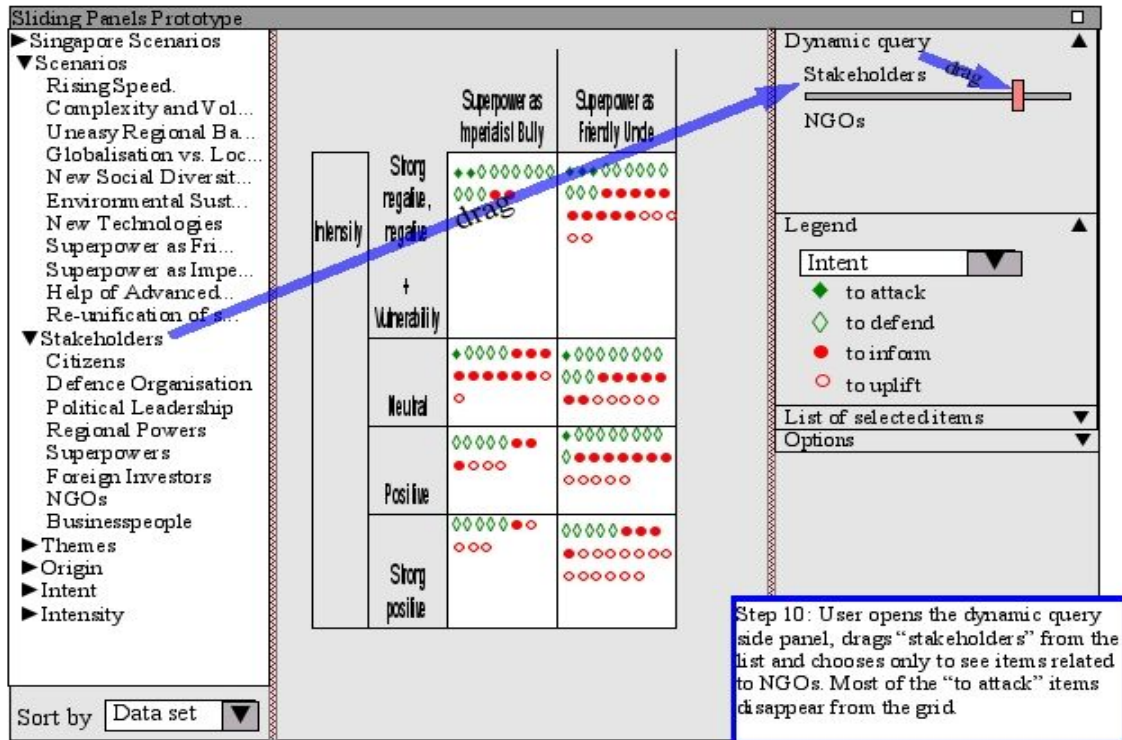 Sliding Panels Prototype
Singapore Scenarios
Scenarios
Rising Speed.
Complexity and Vol...
Uneasy Regional Ba...
Globalisation vs. Loc...
New Social Diversit...
Environmental Sust...
New Technologies
Superpower as Fri...
Superpower as Impe...
Help of Advanced...
Re-unification of s...
Stakeholders
Citizens
Defence Organisation
Political Leadership
Regional Powers
Superpowers
Foreign Investors
NGOs
Businesspeople
Themes
Origin
Intent
Intensity
Sort by Data set
Superpower as
Imperialist Bully
Superpower as
Friendly Uncle
Intensity
Strong
negative,
negative
+
Vulnerability
Neutral
Positive
Strong
positive
drag
Dynamic query
Stakeholders
drag
NGOs
Legend
Intent
to attack
to defend
to inform
to uplift
List of selected items
Options
Step 10: User opens the dynamic query
side panel, drags “stakeholders” from the
list and chooses only to see items related
to NGOs. Most of the “to attack” items
disappear from the grid.